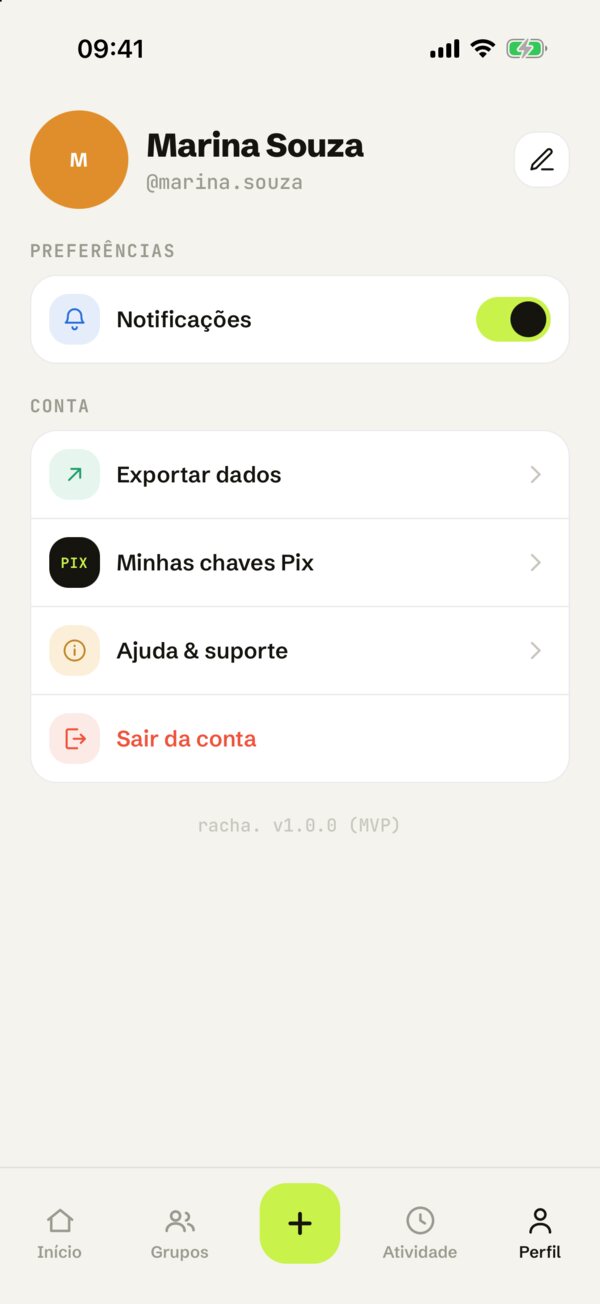 09:41
M
Marina Souza
@marina.souza
PREFERÊNCIAS
Notificações
CONTA
Exportar dados
PIX
Minhas chaves Pix
Ajuda & suporte
Sair da conta
racha. v1.0.0 (MVP)
Início
Grupos
Atividade
Perfil